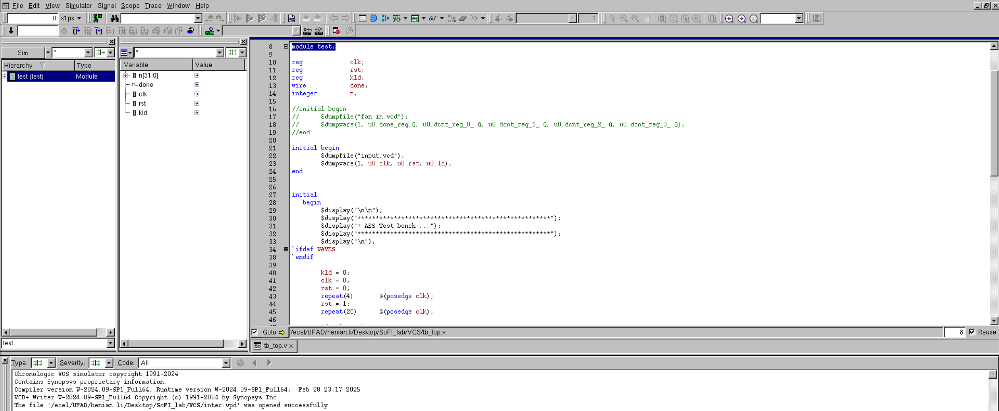 File Edit View Simulator Signal Scope Trace Window Help
0 x1ps
1
Sim * *
Hierarchy Type
test (test) Module
Variable Value
n[31:0]
done
clk
rst
kld
8 module test;
9
10 reg clk;
11 reg rst;
12 reg kld;
13 wire done;
14 integer n;
15
16 //initial begin
17 // $dumpfile("fan_in.vcd");
18 // $dumpvars(1, u0.done_reg.Q, u0.dcnt_reg_0_.Q, u0.dcnt_reg_1_.Q, u0.dcnt_reg_2_.Q, u0.dcnt_reg_3_.Q);
19 //end
20
21 initial begin
22 $dumpfile("input.vcd");
23 $dumpvars(1, u0.clk, u0.rst, u0.ld);
24 end
25
26
27 initial
28 begin
29 $display("\n\n");
30 $display("*****************************************************");
31 $display("* AES Test bench ...");
32 $display("*****************************************************");
33 $display("\n");
34 `ifdef WAVES
38 `endif
39
40 kld = 0;
41 clk = 0;
42 rst = 0;
43 repeat(4) @(posedge clk);
44 rst = 1;
45 repeat(20) @(posedge clk);
46
Goto /ecel/UFAD/henian.li/Desktop/SoFI_lab/VCS/tb_top.v 8 Reuse
test
tb_top.v
Type: Severity: Code: All
Chronologic VCS simulator copyright 1991-2024
Contains Synopsys proprietary information.
Compiler version W-2024.09-SP1_Full64; Runtime version W-2024.09-SP1_Full64; Feb 28 23:17 2025
VCD+ Writer W-2024.09-SP1_Full64 Copyright (c) 1991-2024 by Synopsys Inc.
The file '/ecel/UFAD/henian.li/Desktop/SoFI_lab/VCS/inter.vpd' was opened successfully.